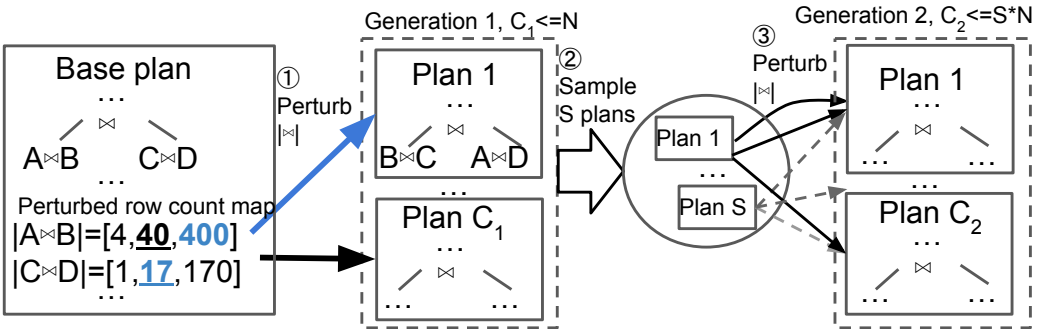 Generation 1, C1<=N
Generation 2, C2<=S*N
Base plan
...
⋈
A⋈B C⋈D
...
Perturbed row count map
|A⋈B|=[4,40,400]
|C⋈D|=[1,17,170]
...
①
Perturb
|⋈|
Plan 1
...
⋈
B⋈C A⋈D
...
Plan C1
...
⋈
... ...
②
Sample
S plans
Plan 1
...
Plan S
③
Perturb
|⋈|
Plan 1
...
⋈
... ...
...
Plan C2
...
⋈
... ...